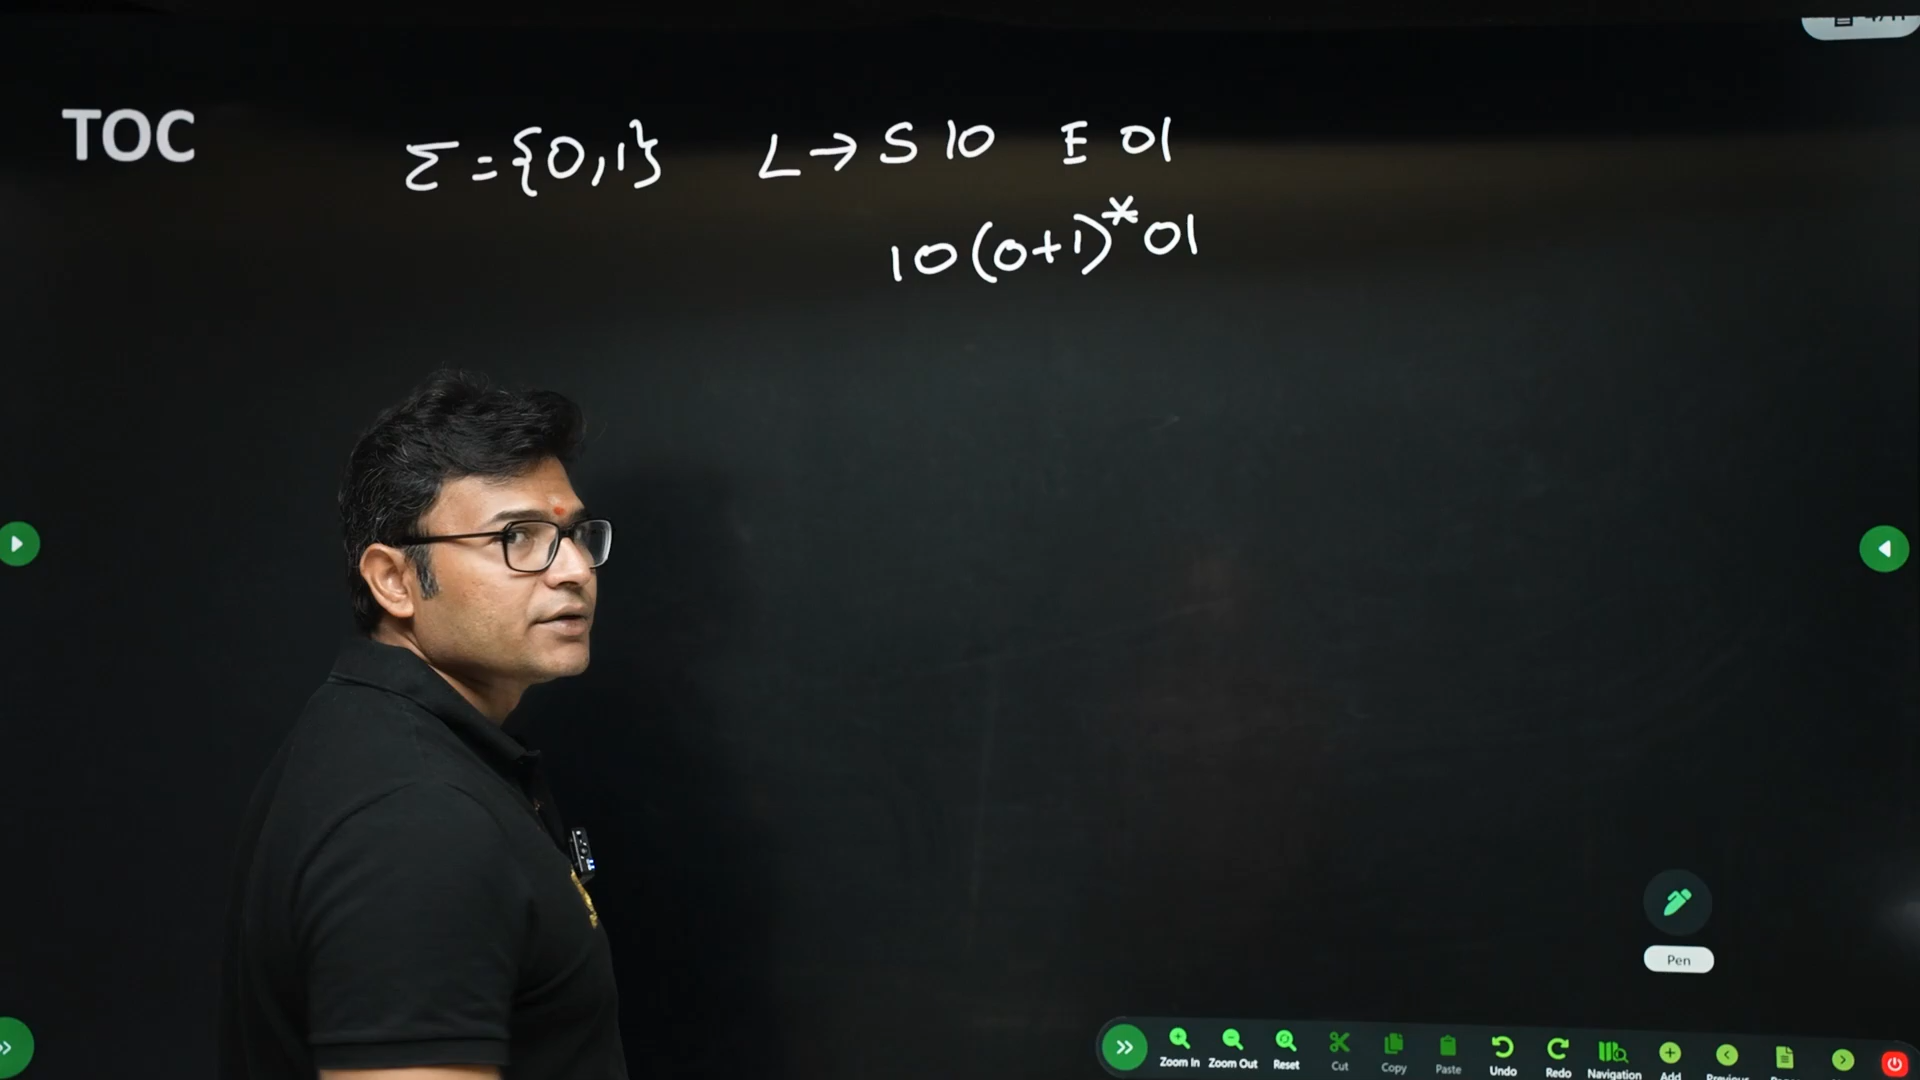 TOC
Σ = {0,1} L → S 10 E 01
10(0+1)*01
Pen
Zoom In Zoom Out Reset Cut Copy Paste Undo Redo Navigation Add